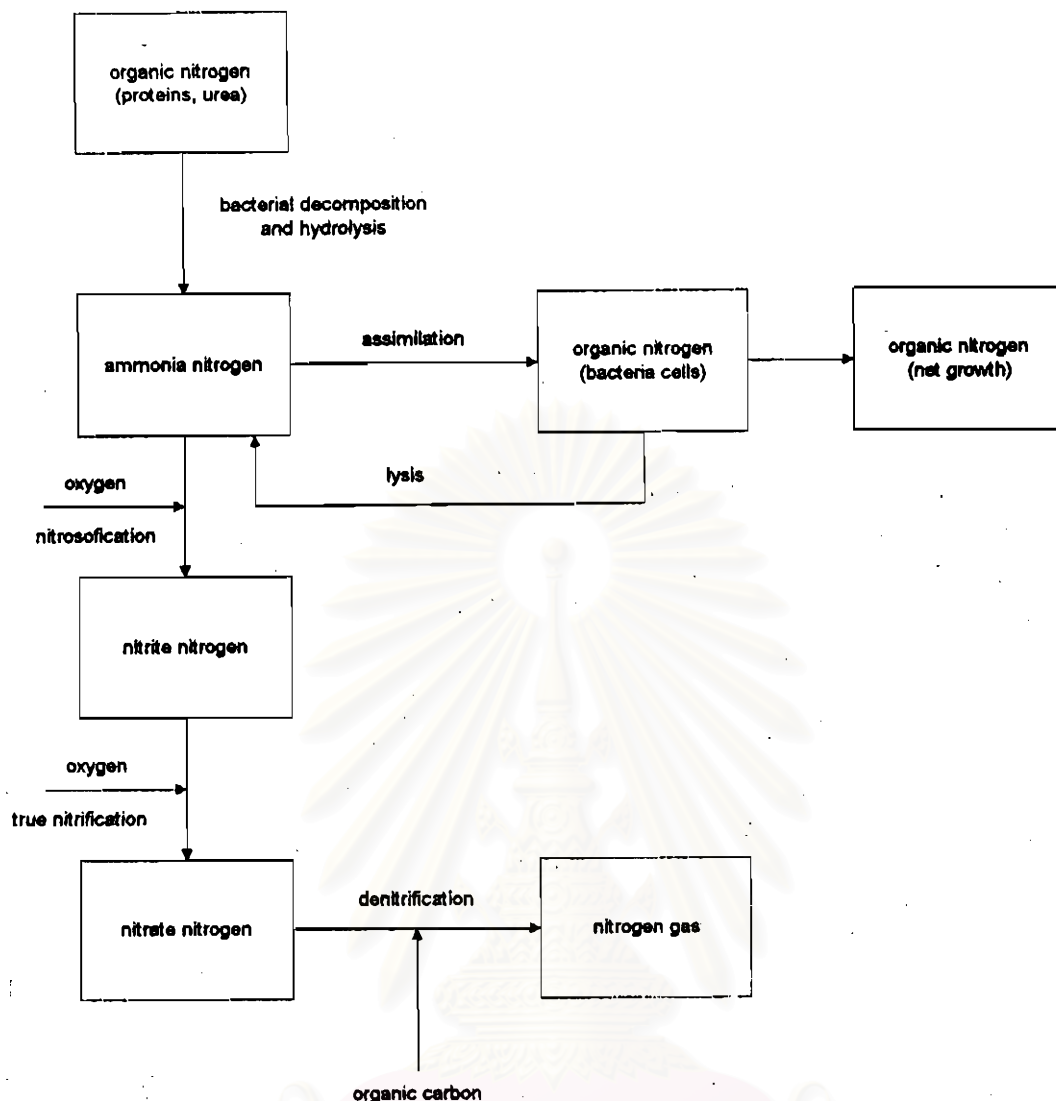 organic nitrogen
(proteins, urea)
bacterial decomposition
and hydrolysis
ammonia nitrogen
assimilation
organic nitrogen
(bacteria cells)
organic nitrogen
(net growth)
oxygen
nitrosofication
lysis
nitrite nitrogen
oxygen
true nitrification
nitrate nitrogen
denitrification
nitrogen gas
organic carbon